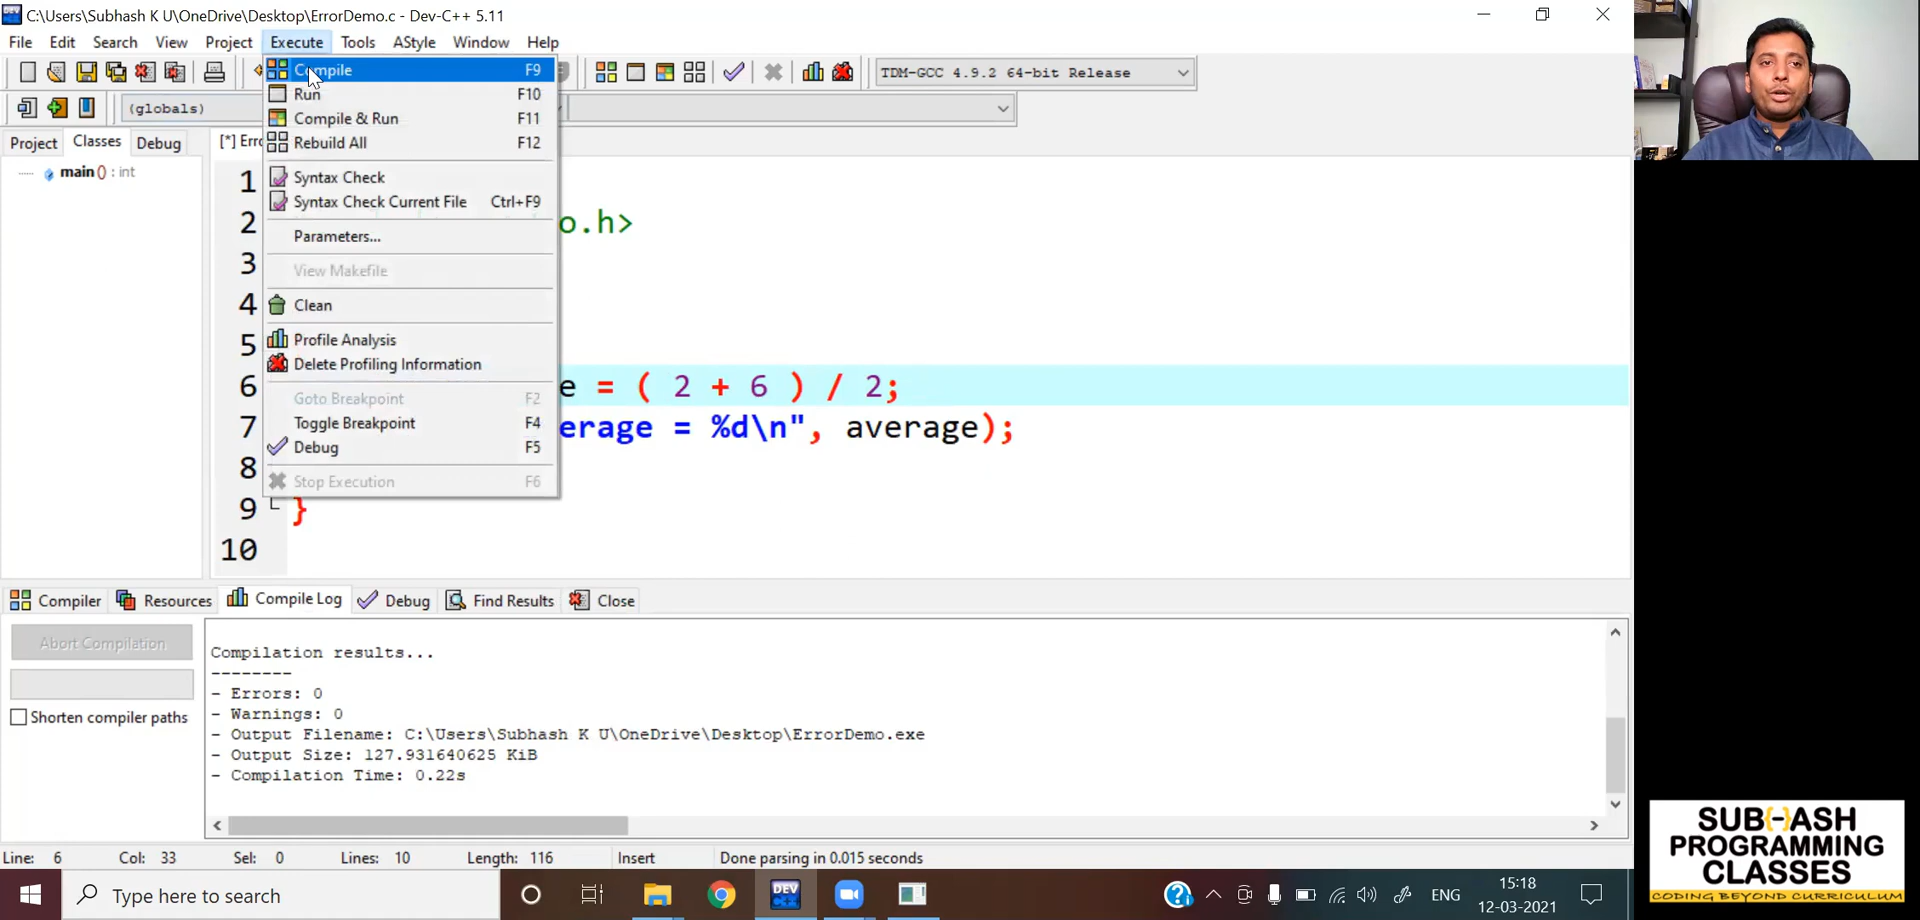 C:\Users\Subhash K U\OneDrive\Desktop\ErrorDemo.c - Dev-C++ 5.11
File Edit Search View Project Execute Tools AStyle Window Help
Compile F9
TDM-GCC 4.9.2 64-bit Release
Run F10
(globals)
Compile & Run F11
Rebuild All F12
Project Classes Debug
[*] Erro
main () : int
Syntax Check
Syntax Check Current File Ctrl+F9
Parameters...
View Makefile
Clean
Profile Analysis
Delete Profiling Information
Goto Breakpoint F2
Toggle Breakpoint F4
Debug F5
Stop Execution F6
1
2 o.h>
3
4
5
6 e = ( 2 + 6 ) / 2;
7 erage = %d\n", average);
8
9 }
10
Compiler Resources Compile Log Debug Find Results Close
Abort Compilation
Shorten compiler paths
Compilation results...
--------
- Errors: 0
- Warnings: 0
- Output Filename: C:\Users\Subhash K U\OneDrive\Desktop\ErrorDemo.exe
- Output Size: 127.931640625 KiB
- Compilation Time: 0.22s
Line: 6 Col: 33 Sel: 0 Lines: 10 Length: 116 Insert Done parsing in 0.015 seconds
Type here to search
DEV C++
ENG
15:18
12-03-2021
SUBHASH
PROGRAMMING
CLASSES
CODING BEYOND CURRICULUM